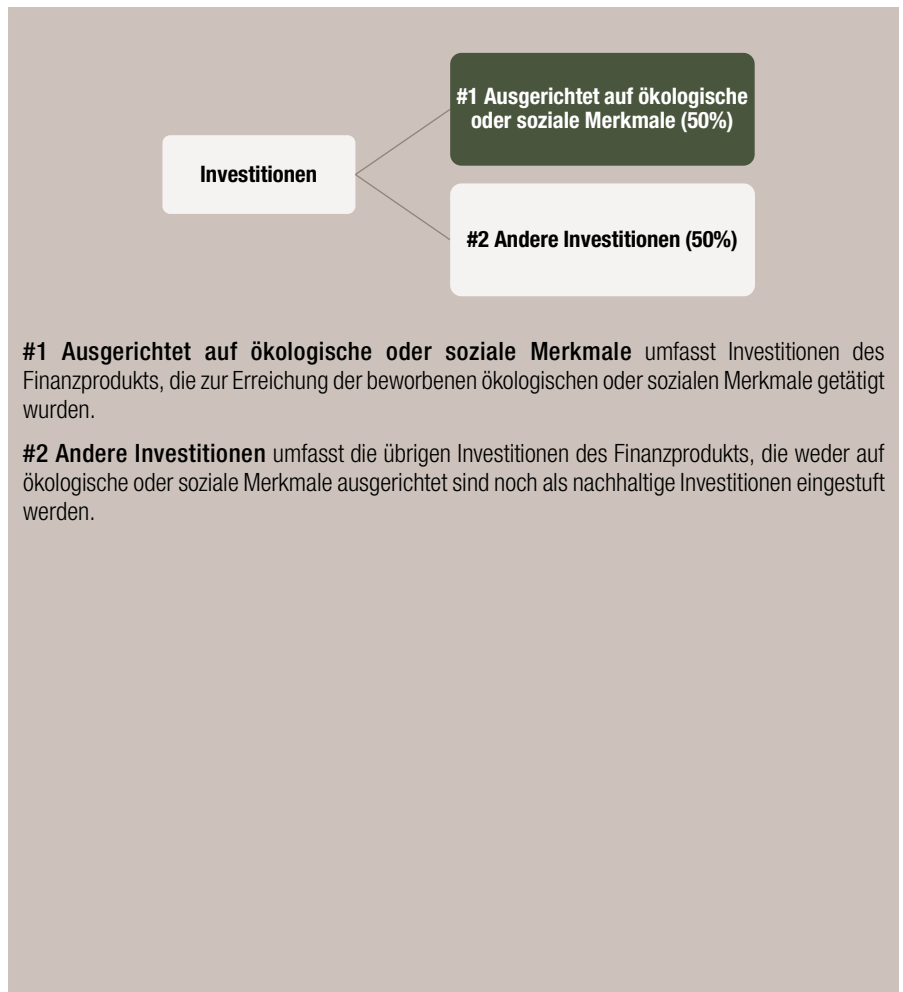 #1 Ausgerichtet auf ökologische
oder soziale Merkmale (50%)
Investitionen
#2 Andere Investitionen (50%)
#1 Ausgerichtet auf ökologische oder soziale Merkmale umfasst Investitionen des
Finanzprodukts, die zur Erreichung der beworbenen ökologischen oder sozialen Merkmale getätigt
wurden.
#2 Andere Investitionen umfasst die übrigen Investitionen des Finanzprodukts, die weder auf
ökologische oder soziale Merkmale ausgerichtet sind noch als nachhaltige Investitionen eingestuft
werden.